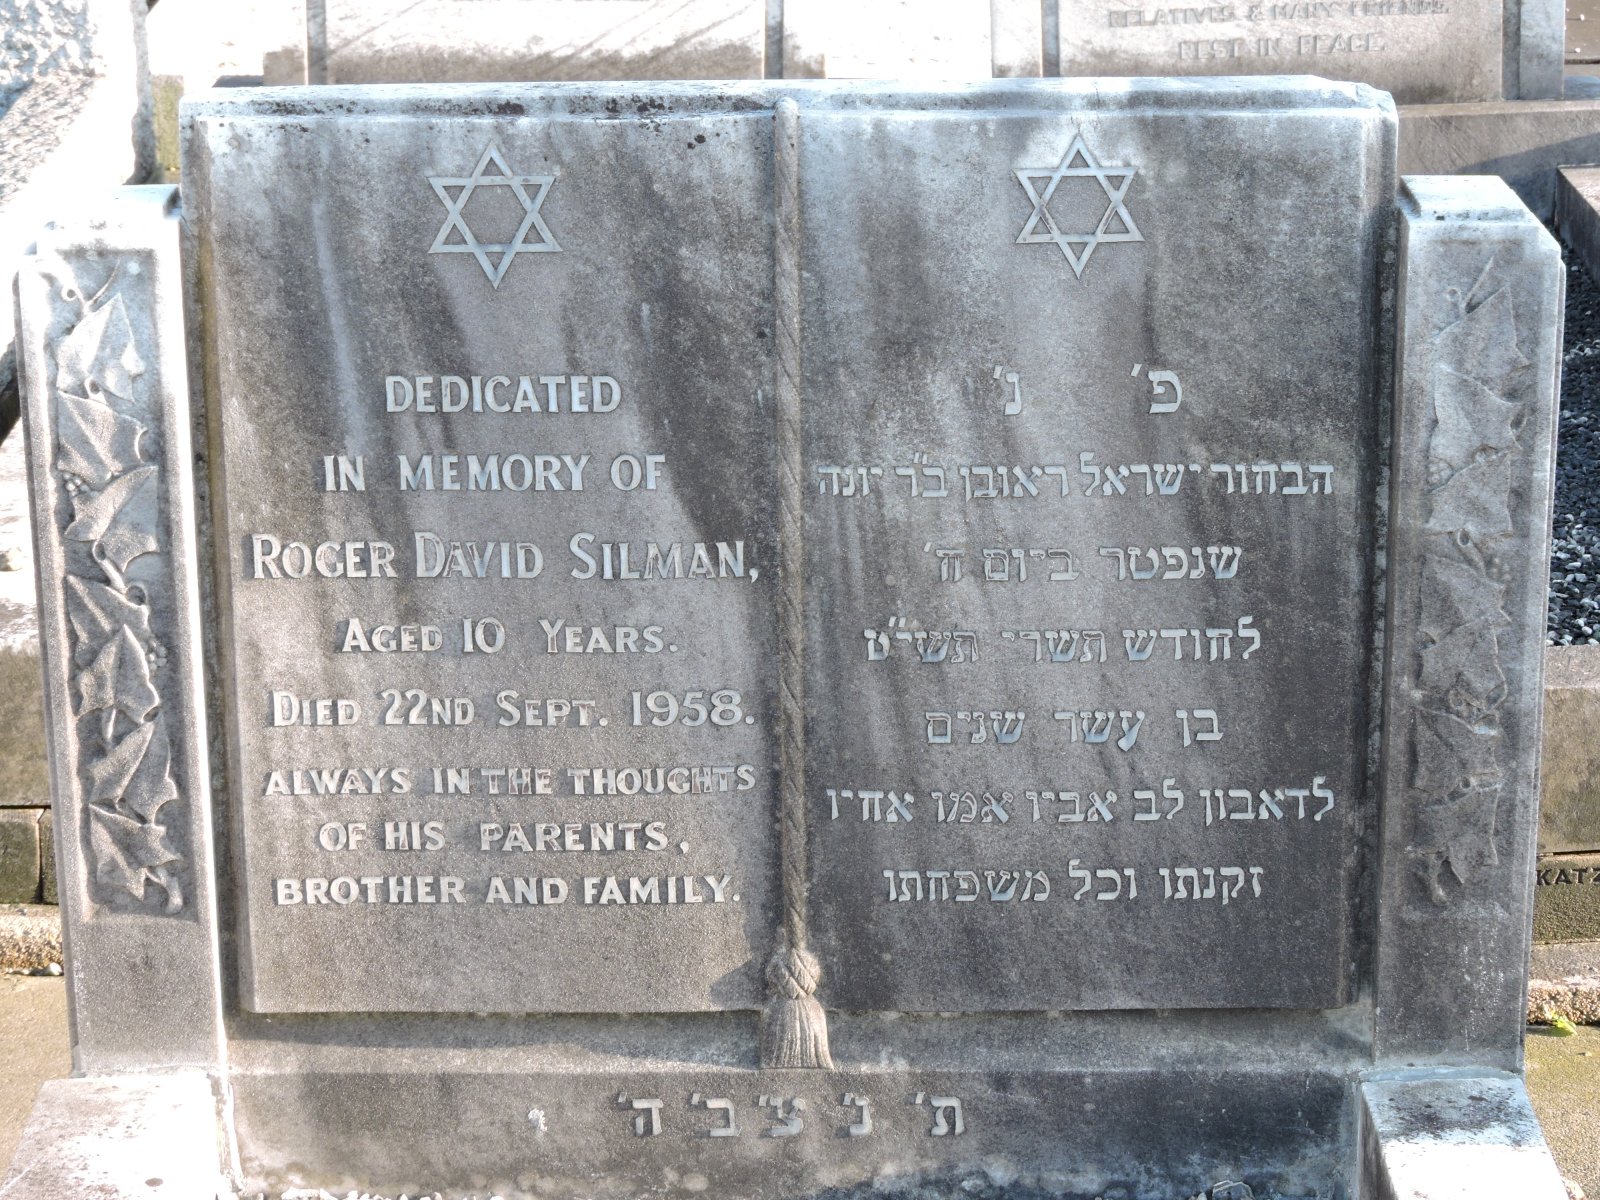 RELATIVES & MANY FRIENDS.
REST IN PEACE.
DEDICATED
IN MEMORY OF
ROGER DAVID SILMAN,
AGED 10 YEARS.
DIED 22ND SEPT. 1958.
ALWAYS IN THE THOUGHTS
OF HIS PARENTS,
BROTHER AND FAMILY.
פ׳ נ׳
הבחור ישראל ראובן ב״ר יונה
שנפטר ביום ח׳
לחודש תשרי תשי״ט
בן עשר שנים
לדאבון לב אביו אמו אחיו
זקנתו וכל משפחתו
ת׳ נ׳ צ׳ ב׳ ה׳
KATZ